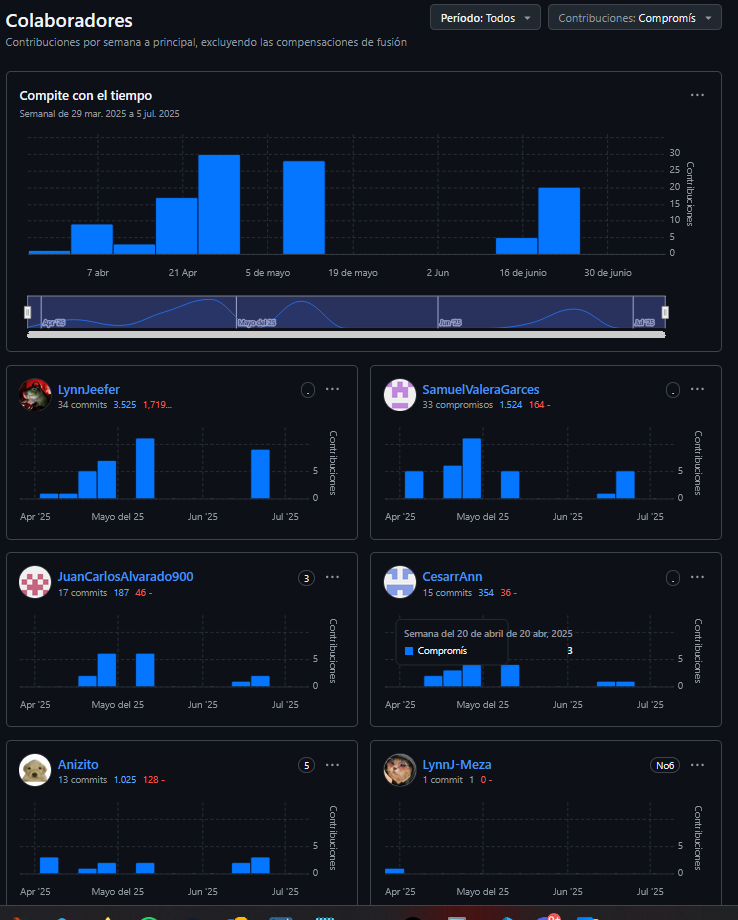 Colaboradores
Período: Todos
Contribuciones: Compromís
Contribuciones por semana a principal, excluyendo las compensaciones de fusión
Compite con el tiempo
Semanal de 29 mar. 2025 a 5 jul. 2025
30
25
20
15
10
5
0
Contribuciones
7 abr
21 Apr
5 de mayo
19 de mayo
2 Jun
16 de junio
30 de junio
Apr '25
Mayo del 25
Jun '25
Jul '25
LynnJeefer
.
34 commits 3.525 1,719...
5
0
Contribuciones
Apr '25
Mayo del 25
Jun '25
Jul '25
SamuelValeraGarces
.
33 compromisos 1.524 164 -
5
0
Contribuciones
Apr '25
Mayo del 25
Jun '25
Jul '25
JuanCarlosAlvarado900
3
17 commits 187 46 -
5
0
Contribuciones
Apr '25
Mayo del 25
Jun '25
Jul '25
CesarrAnn
.
15 commits 354 36 -
Semana del 20 de abril de 20 abr, 2025
Compromís 3
5
0
Contribuciones
Apr '25
Mayo del 25
Jun '25
Jul '25
Anizito
5
13 commits 1.025 128 -
5
0
Contribuciones
Apr '25
Mayo del 25
Jun '25
Jul '25
LynnJ-Meza
No6
1 commit 1 0 -
5
0
Contribuciones
Apr '25
Mayo del 25
Jun '25
Jul '25